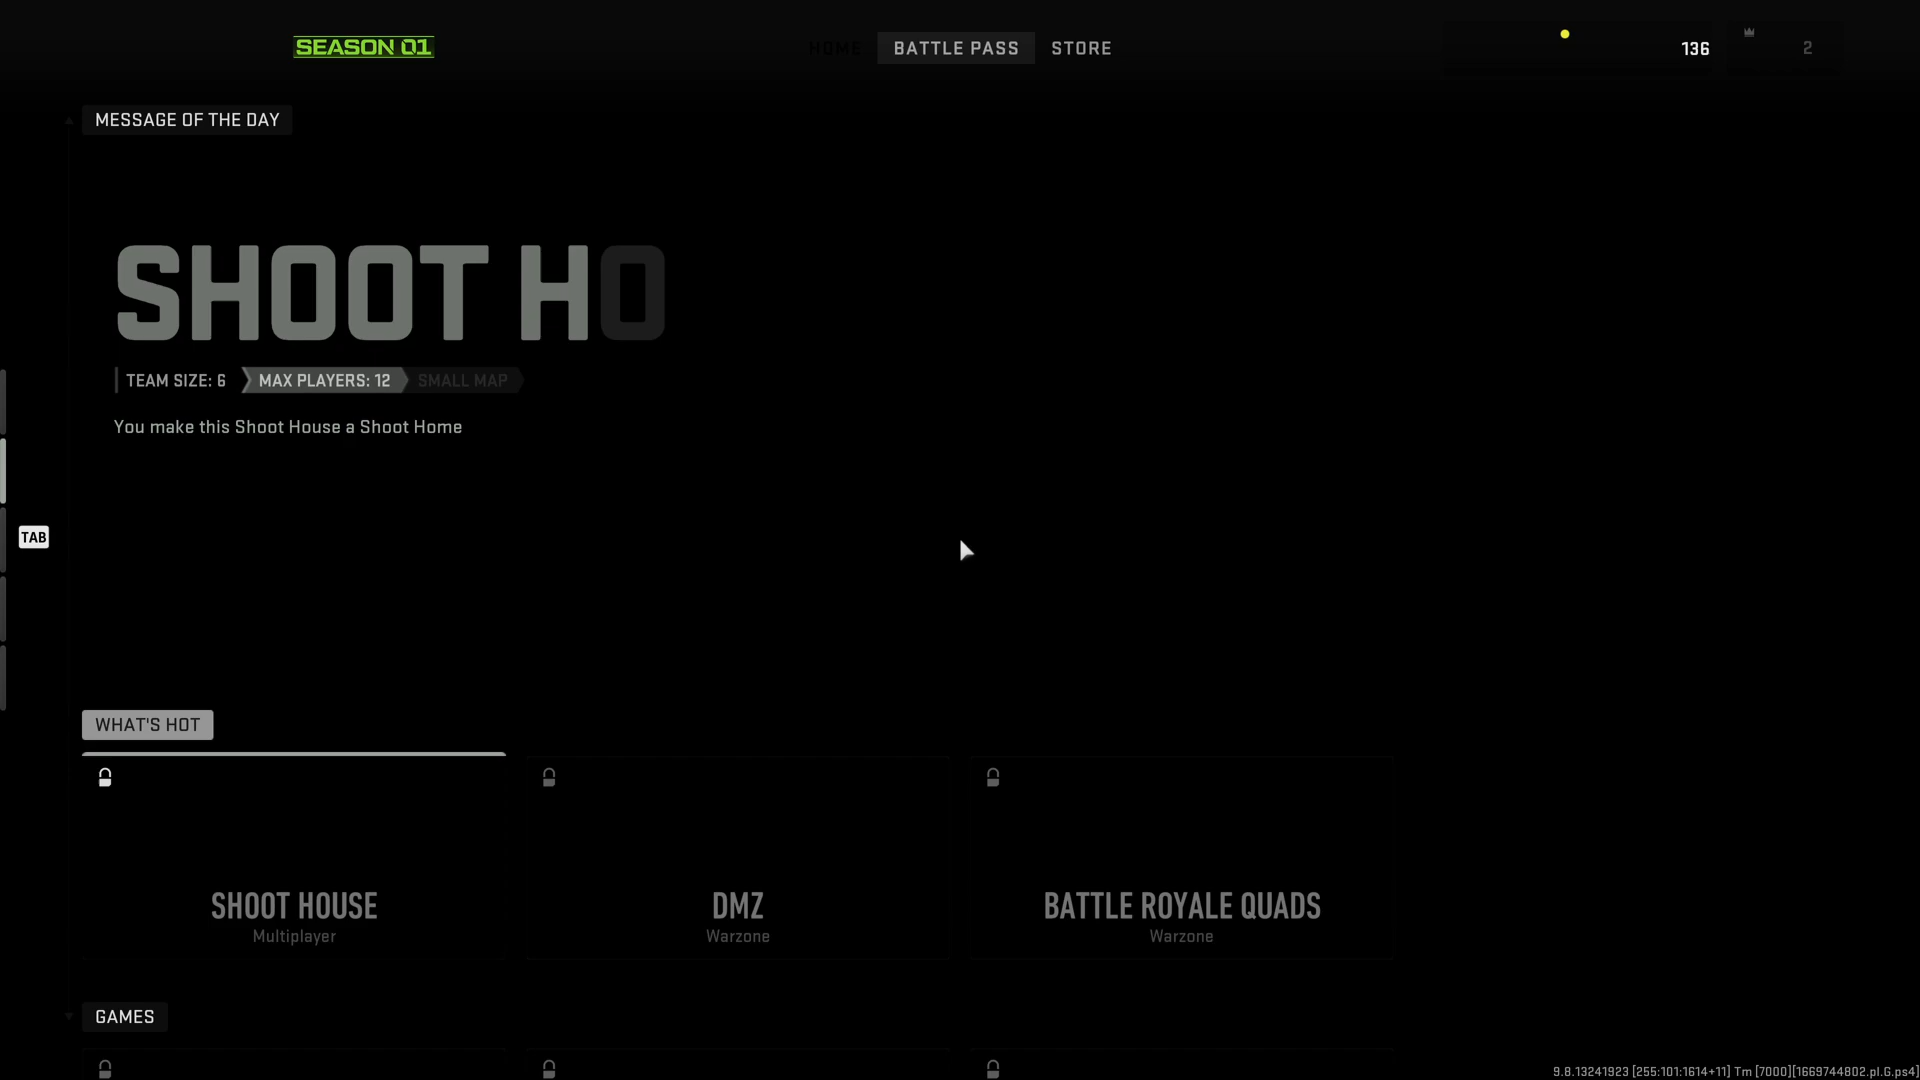 SEASON 01
HOME
BATTLE PASS
STORE
136
2
MESSAGE OF THE DAY
SHOOT HO
TEAM SIZE: 6
MAX PLAYERS: 12
SMALL MAP
You make this Shoot House a Shoot Home
TAB
WHAT'S HOT
SHOOT HOUSE
Multiplayer
DMZ
Warzone
BATTLE ROYALE QUADS
Warzone
GAMES
9.8.13241923 [255:101:1614+11] Tm [7000][1669744802.pl.G.ps4]